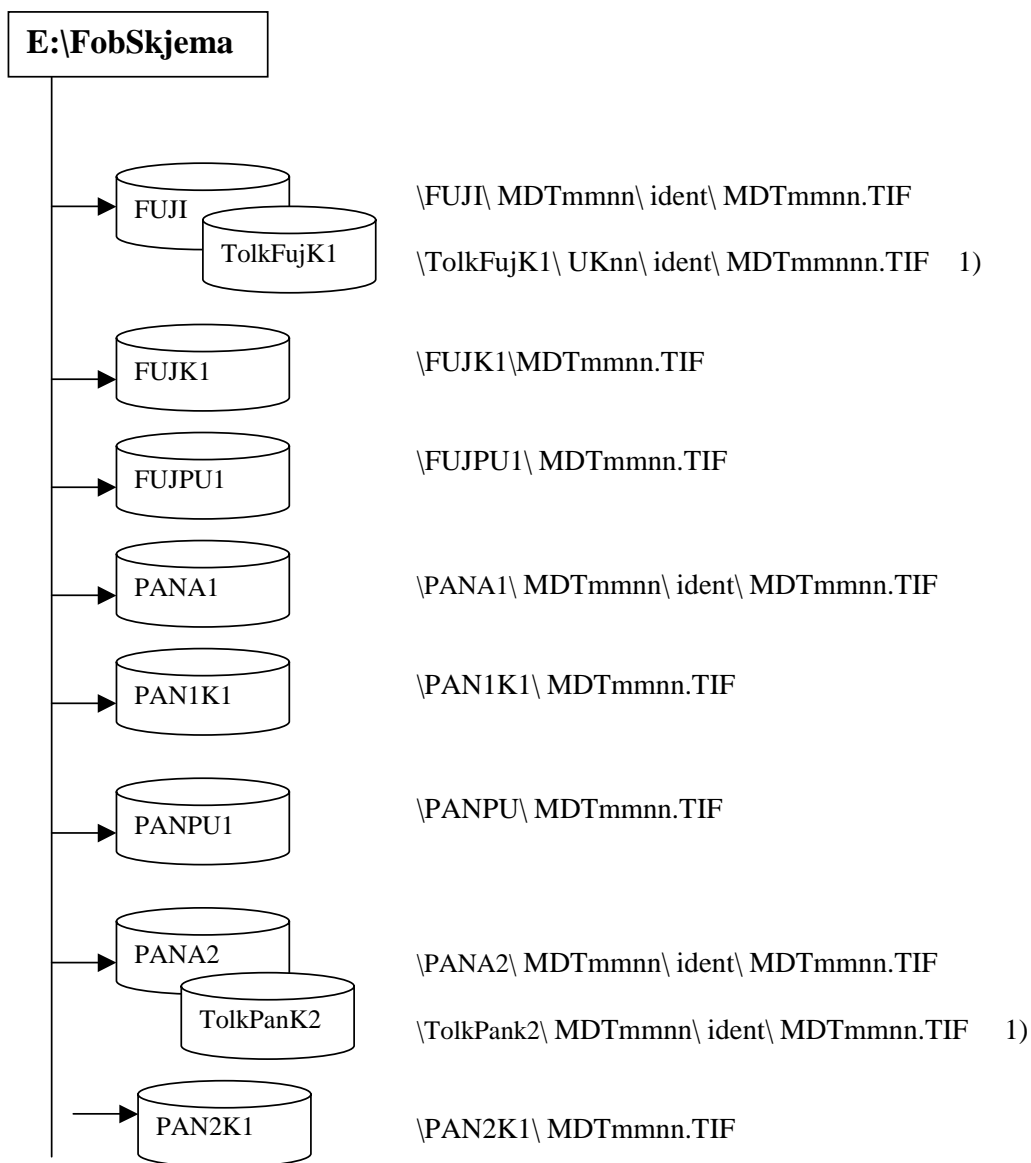 E:\FobSkjema
FUJI
\FUJI\ MDTmmnn\ ident\ MDTmmnn.TIF
TolkFujK1
\TolkFujK1\ UKnn\ ident\ MDTmmnnn.TIF 1)
FUJK1
\FUJK1\MDTmmnn.TIF
FUJPU1
\FUJPU1\ MDTmmnn.TIF
PANA1
\PANA1\ MDTmmnn\ ident\ MDTmmnn.TIF
PAN1K1
\PAN1K1\ MDTmmnn.TIF
PANPU1
\PANPU\ MDTmmnn.TIF
PANA2
\PANA2\ MDTmmnn\ ident\ MDTmmnn.TIF
TolkPanK2
\TolkPank2\ MDTmmnn\ ident\ MDTmmnn.TIF 1)
PAN2K1
\PAN2K1\ MDTmmnn.TIF